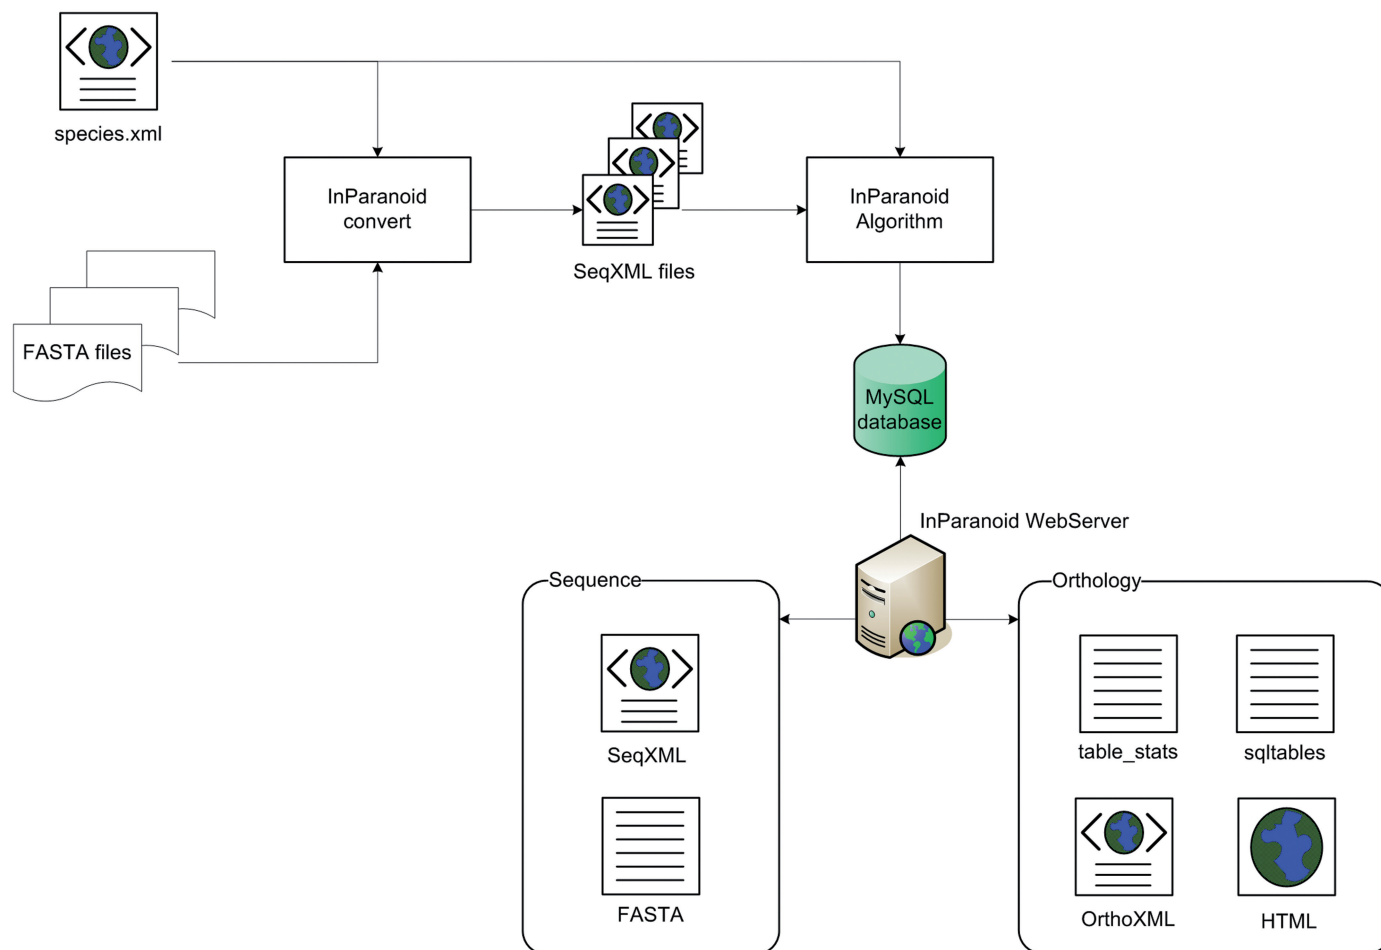 species.xml
InParanoid
convert
InParanoid
Algorithm
SeqXML files
FASTA files
MySQL
database
InParanoid WebServer
Sequence
SeqXML
FASTA
Orthology
table_stats
sqltables
OrthoXML
HTML